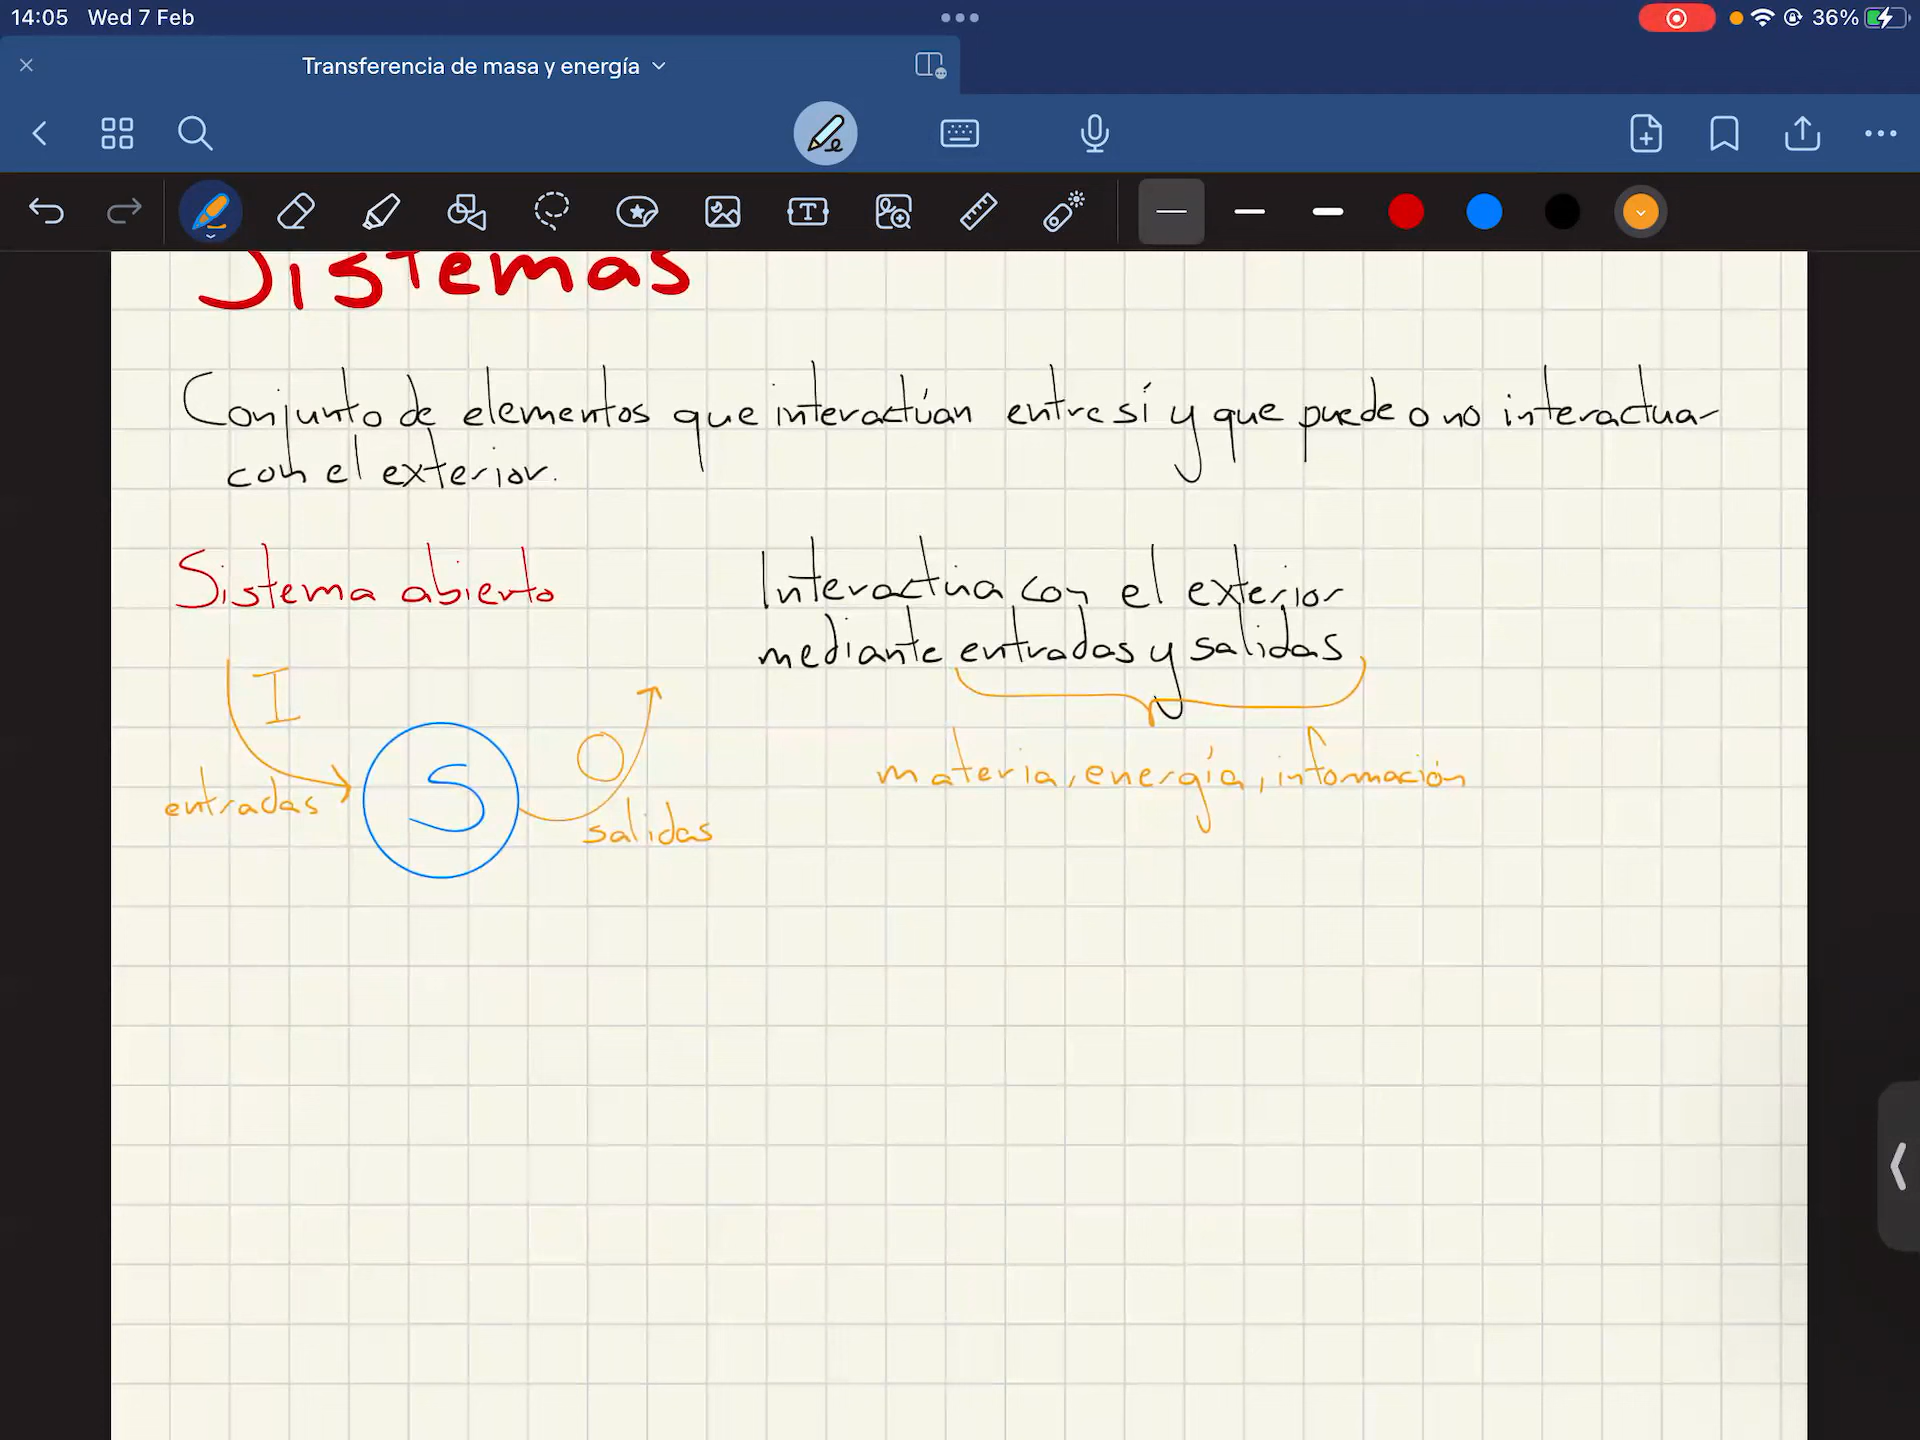 14:05 Wed 7 Feb
36%
Transferencia de masa y energía
Sistemas
Conjunto de elementos que interactúan entre sí y que puede o no interactuar
con el exterior.
Sistema abierto
Interactúa con el exterior
mediante entradas y salidas
I
O
S
entradas
salidas
materia, energía, información